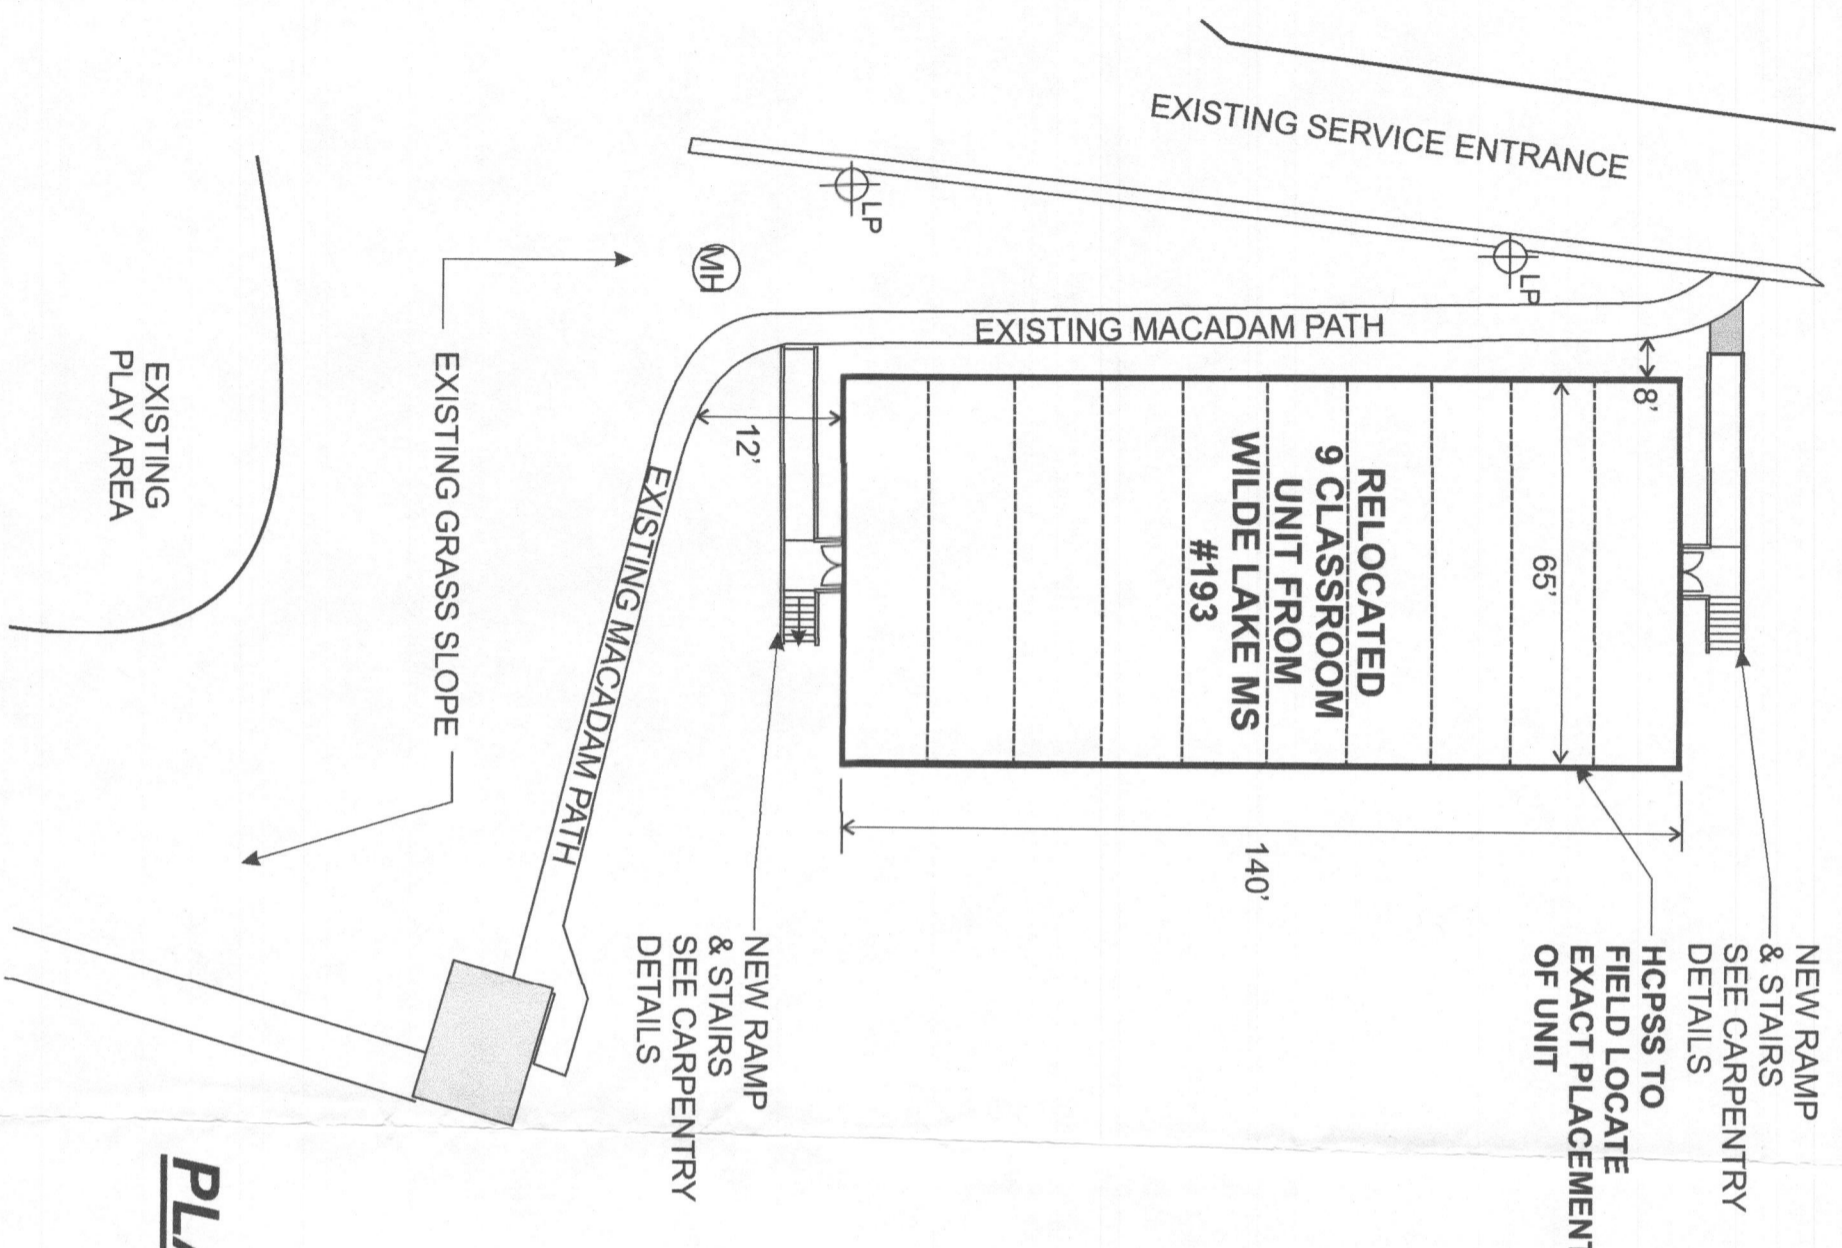 EXISTING SERVICE ENTRANCE
LP
LP
MH
EXISTING MACADAM PATH
8'
12'
65'
RELOCATED
9 CLASSROOM
UNIT FROM
WILDE LAKE MS
#193
140'
EXISTING MACADAM PATH
EXISTING GRASS SLOPE
EXISTING
PLAY AREA
NEW RAMP
& STAIRS
SEE CARPENTRY
DETAILS
HCPSS TO
FIELD LOCATE
EXACT PLACEMENT
OF UNIT
NEW RAMP
& STAIRS
SEE CARPENTRY
DETAILS